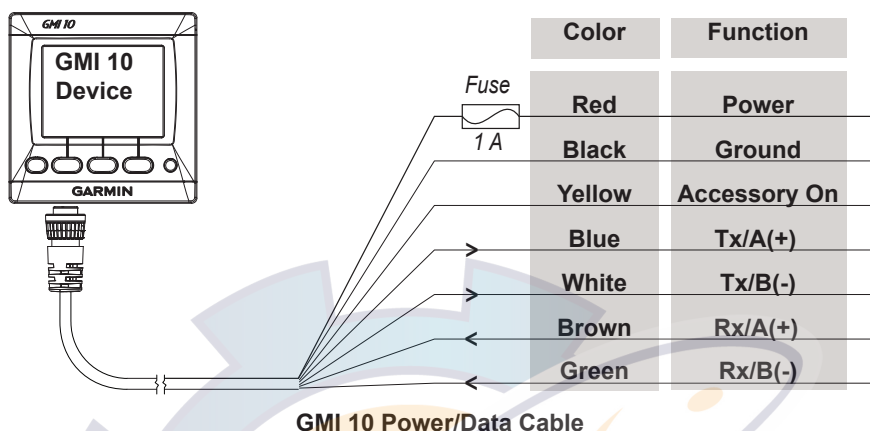 GMI 10
GMI 10
Device
GARMIN
Color Function
Fuse
1 A
Red Power
Black Ground
Yellow Accessory On
Blue Tx/A(+)
White Tx/B(-)
Brown Rx/A(+)
Green Rx/B(-)
GMI 10 Power/Data Cable